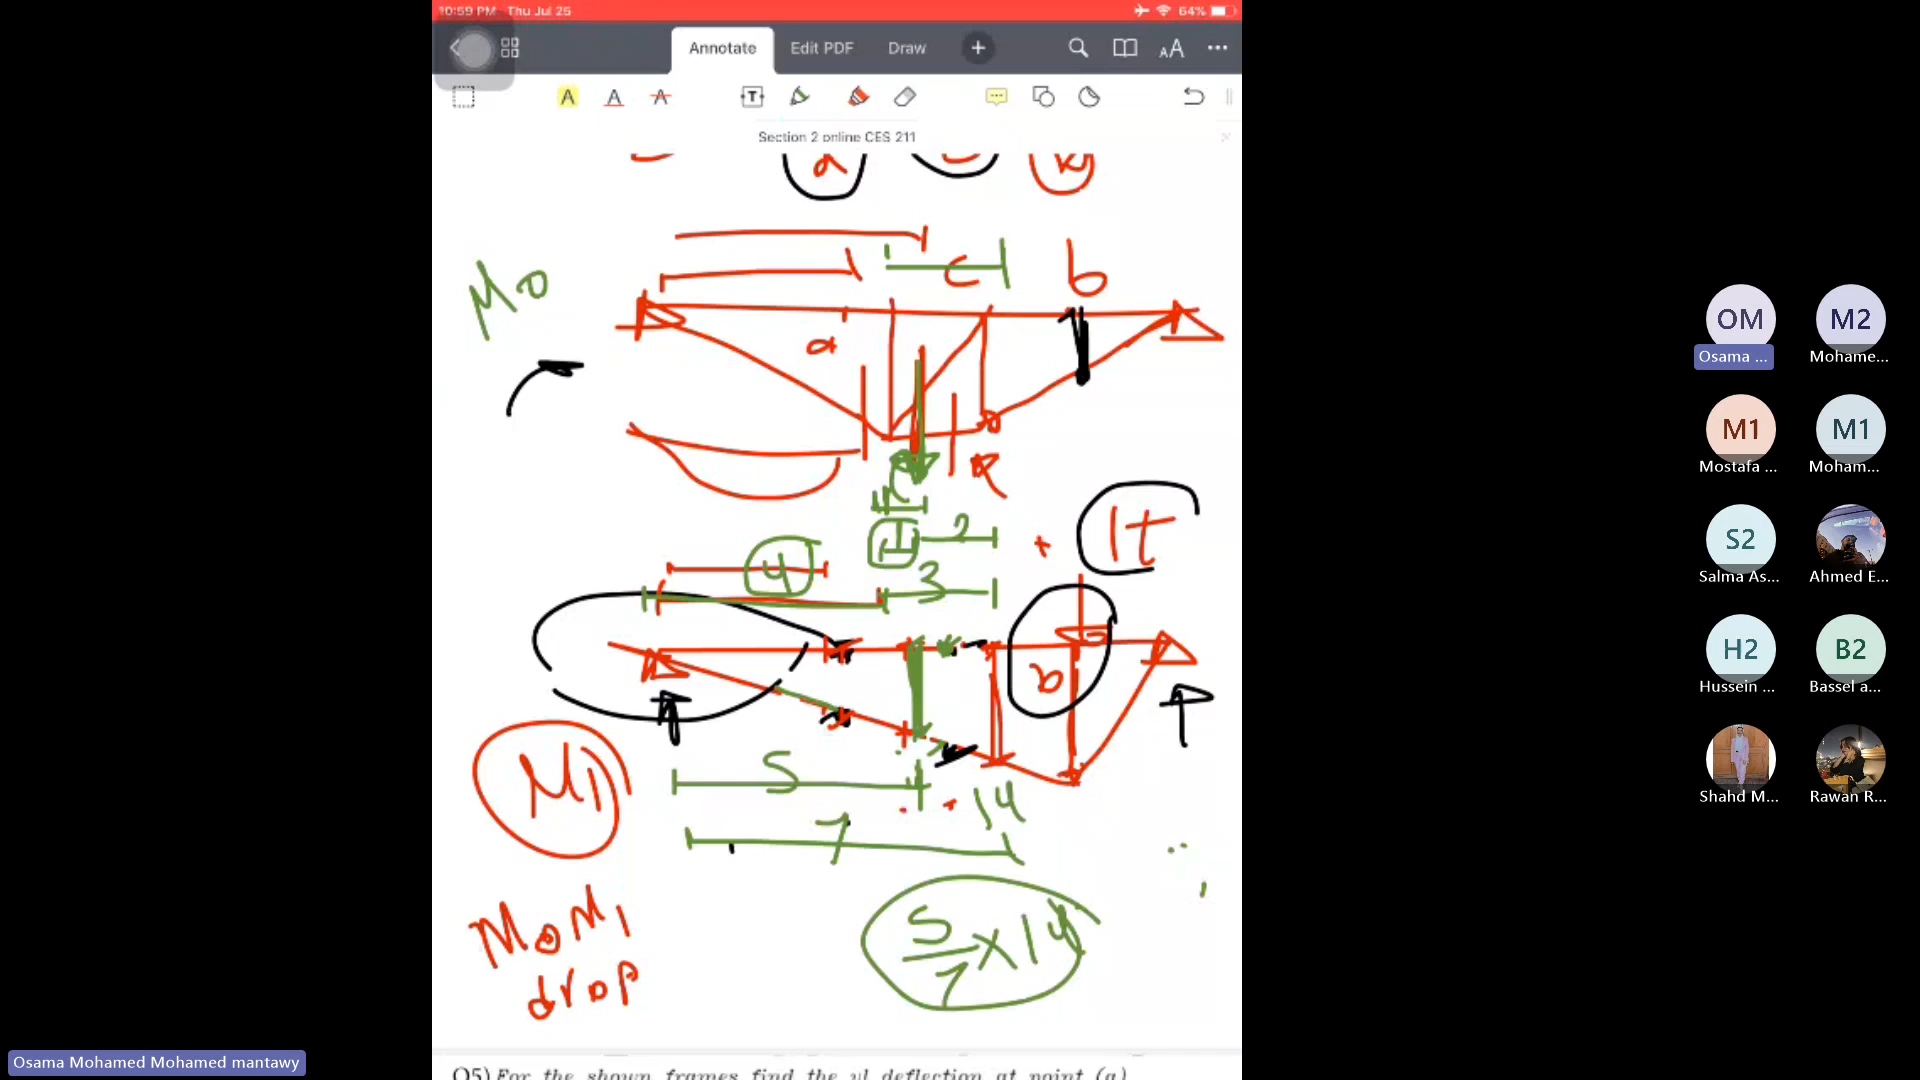 10:59 PM Thu Jul 25
64%
Annotate
Edit PDF
Draw
Section 2 online CES 211
a
M0
C
b
a
1t
2
4
3
b
M1
5
14
7
5/7 × 14
M0 M1
drop
Q5) For the shown frames find the vl deflection at point (a)
OM
M2
Osama ...
Mohame...
M1
M1
Mostafa ...
Moham...
S2
Salma As...
Ahmed E...
H2
B2
Hussein ...
Bassel a...
Shahd M...
Rawan R...
Osama Mohamed Mohamed mantawy